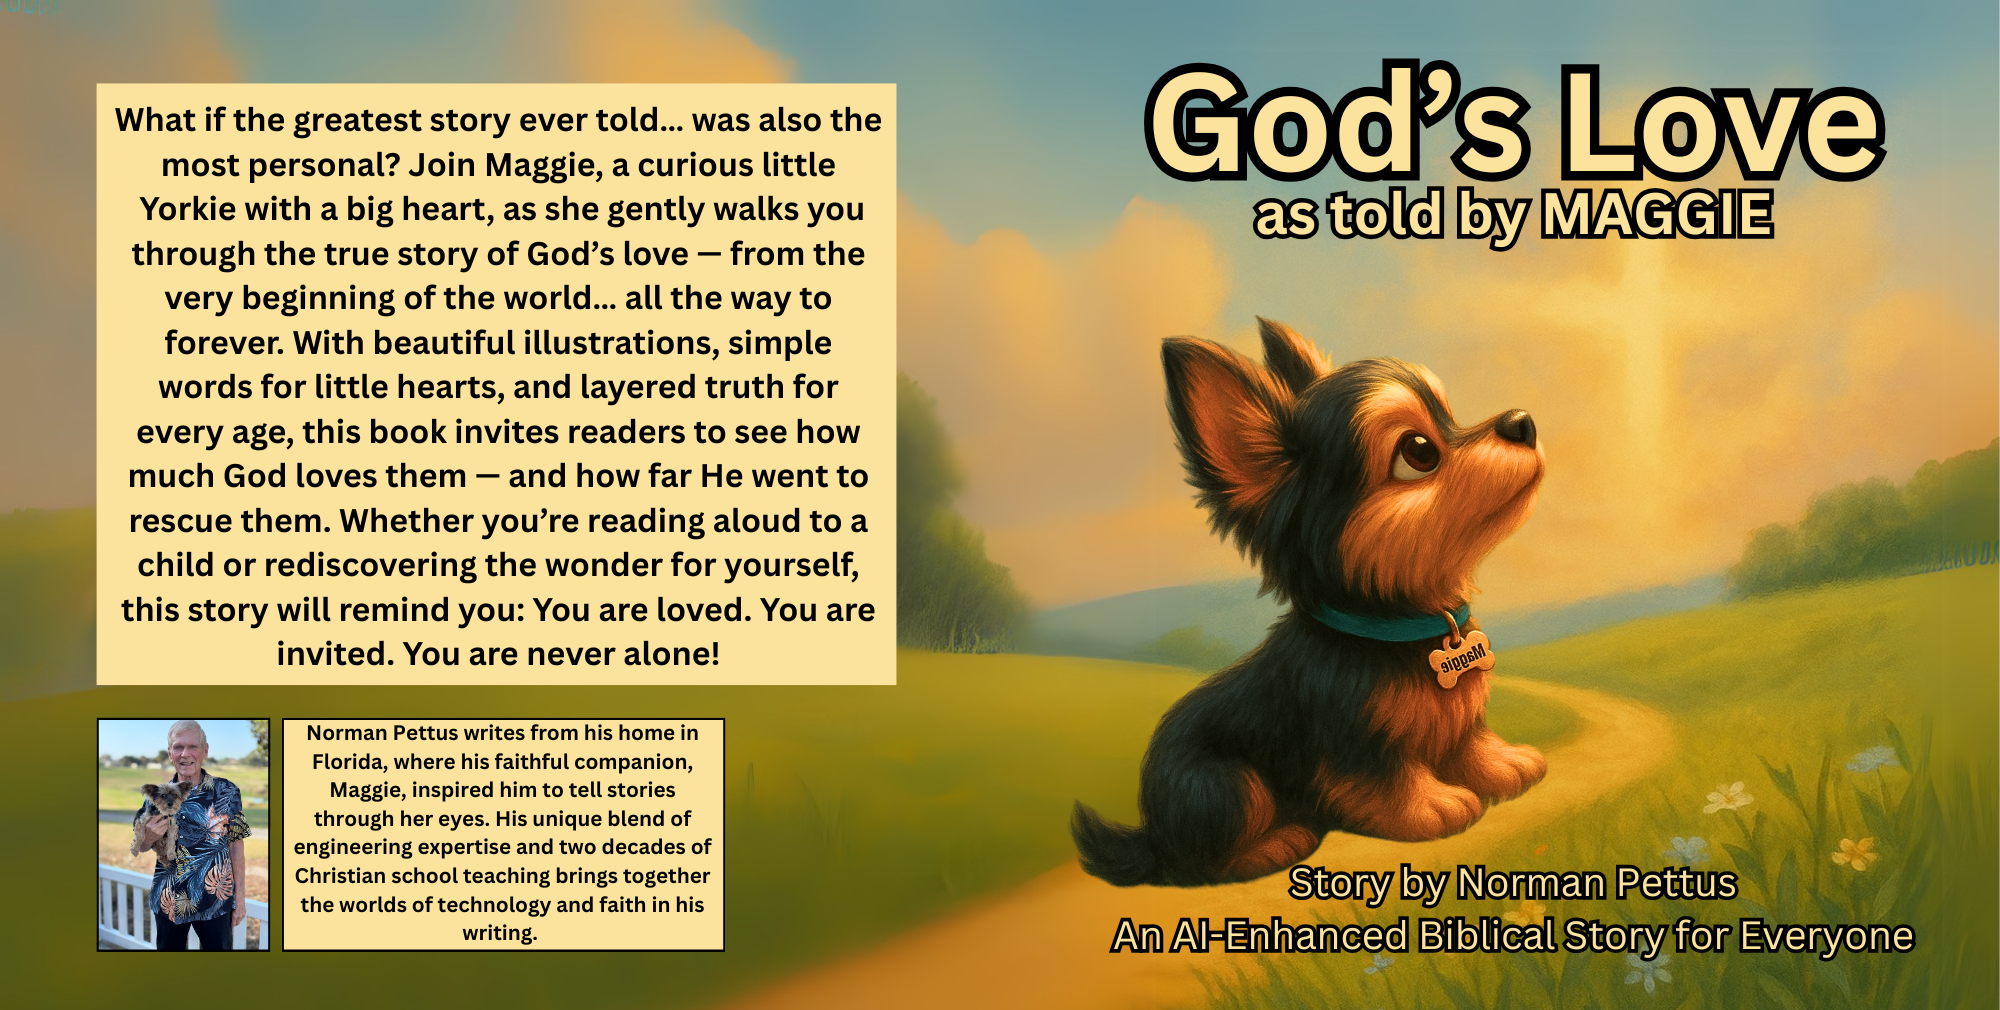 What if the greatest story ever told... was also the
most personal? Join Maggie, a curious little
Yorkie with a big heart, as she gently walks you
through the true story of God’s love — from the
very beginning of the world... all the way to
forever. With beautiful illustrations, simple
words for little hearts, and layered truth for
every age, this book invites readers to see how
much God loves them — and how far He went to
rescue them. Whether you’re reading aloud to a
child or rediscovering the wonder for yourself,
this story will remind you: You are loved. You are
invited. You are never alone!
Norman Pettus writes from his home in
Florida, where his faithful companion,
Maggie, inspired him to tell stories
through her eyes. His unique blend of
engineering expertise and two decades of
Christian school teaching brings together
the worlds of technology and faith in his
writing.
God’s Love
as told by MAGGIE
Maggie
Story by Norman Pettus
An AI-Enhanced Biblical Story for Everyone